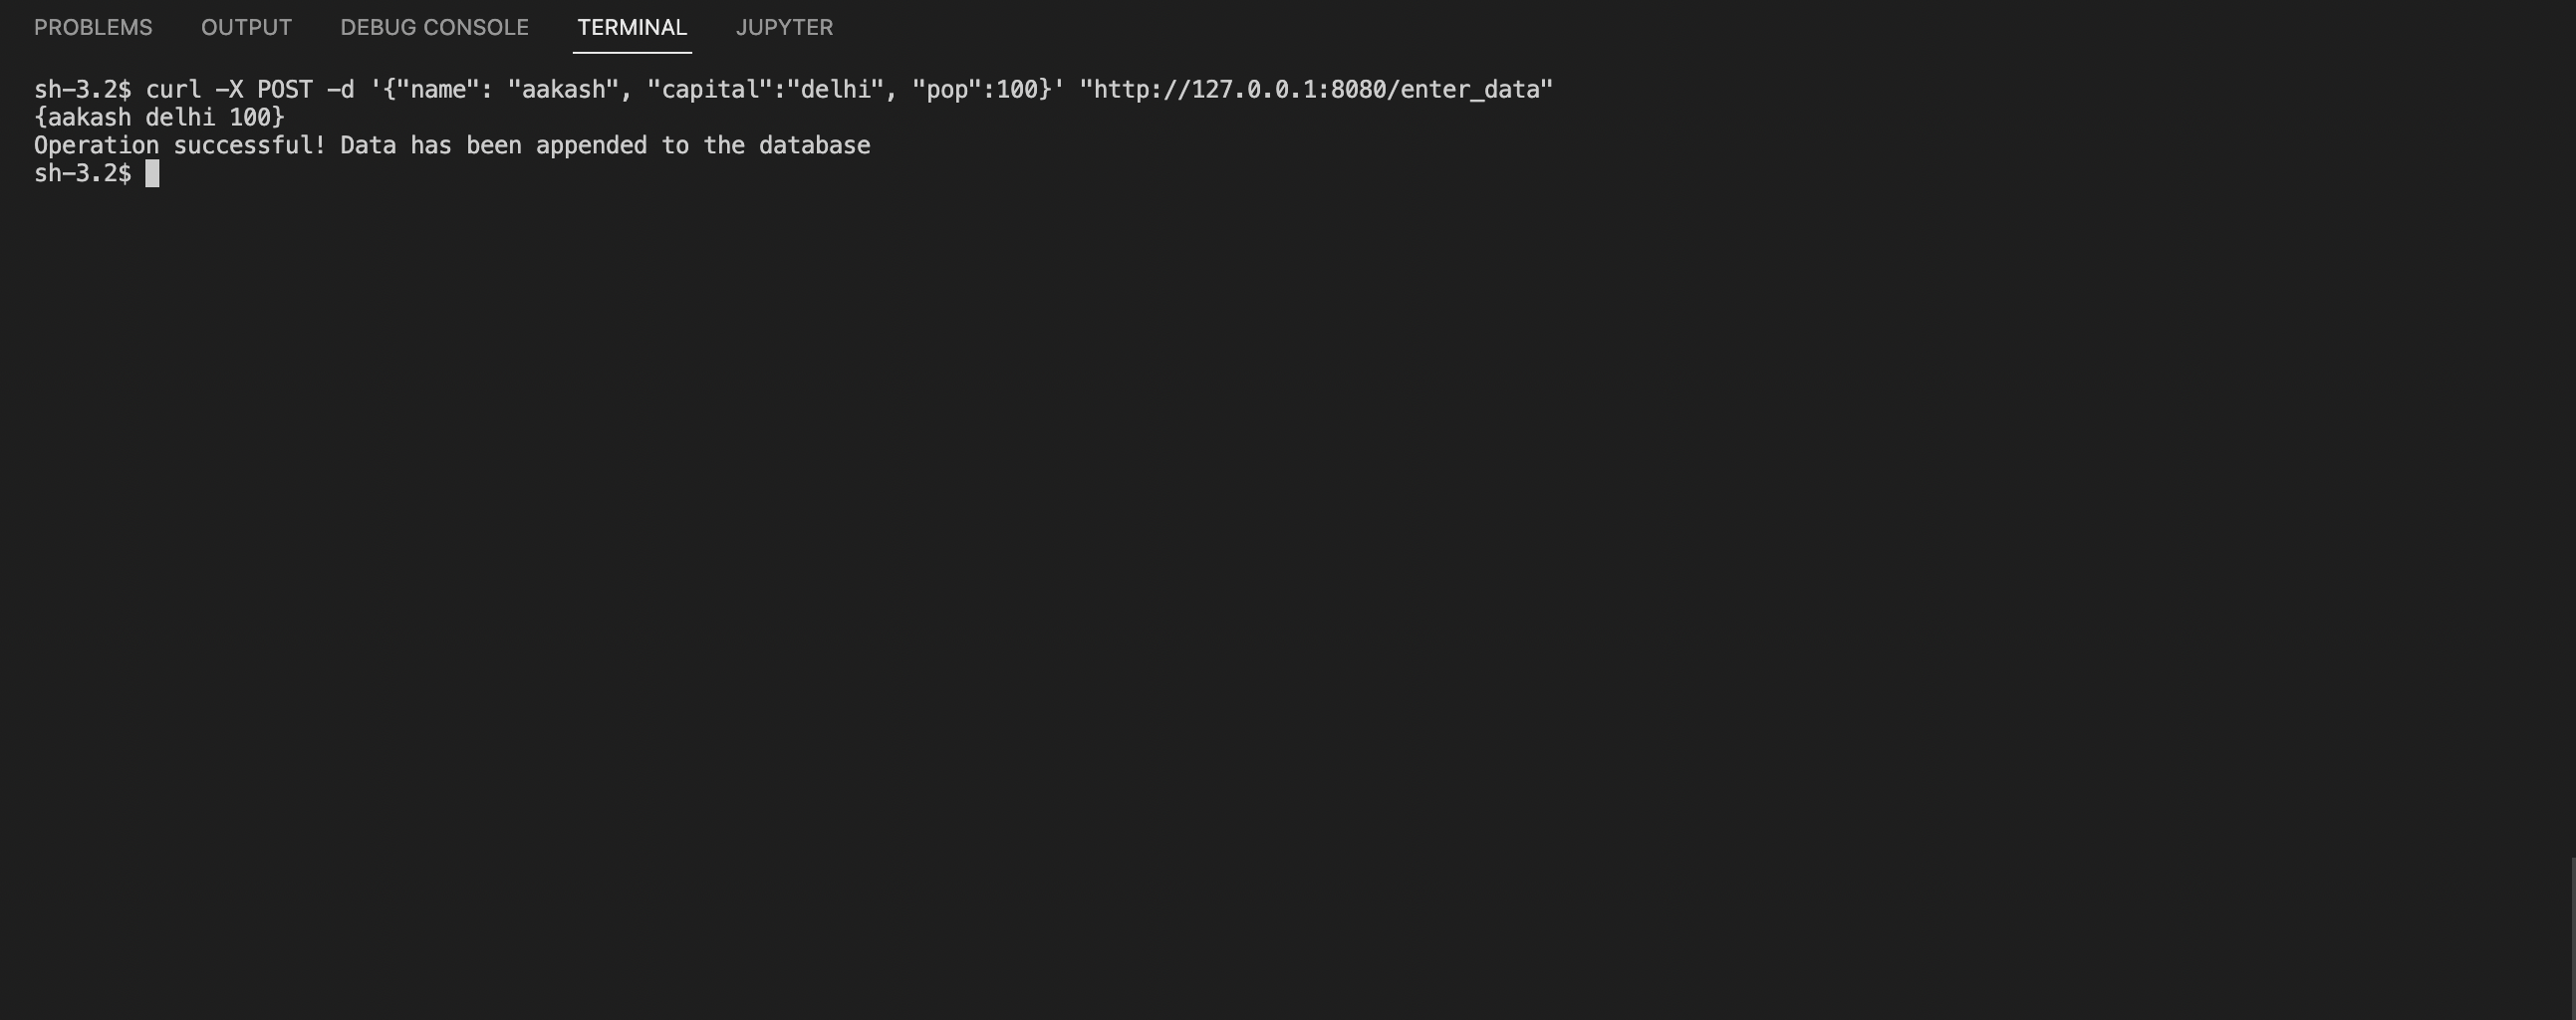 PROBLEMS OUTPUT DEBUG CONSOLE TERMINAL JUPYTER
sh-3.2$ curl -X POST -d '{"name": "aakash", "capital":"delhi", "pop":100}' "http://127.0.0.1:8080/enter_data"
{aakash delhi 100}
Operation successful! Data has been appended to the database
sh-3.2$